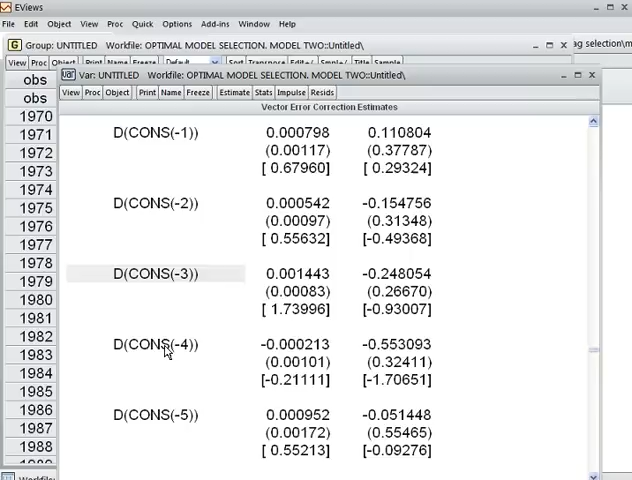 EViews
File Edit Object View Proc Quick Options Add-ins Window Help
Group: UNTITLED Workfile: OPTIMAL MODEL SELECTION. MODEL TWO::Untitled\
ag selection\m
View Proc Object Print Name Freeze Default Sort Transpose Edit+/- Smpl+/- Title Sample
Var: UNTITLED Workfile: OPTIMAL MODEL SELECTION. MODEL TWO::Untitled\
View Proc Object Print Name Freeze Estimate Stats Impulse Resids
Vector Error Correction Estimates
obs
obs
1970
1971
1972
1973
1974
1975
1976
1977
1978
1979
1980
1981
1982
1983
1984
1985
1986
1987
1988
D(CONS(-1)) 0.000798 0.110804
(0.00117) (0.37787)
[ 0.67960] [ 0.29324]
D(CONS(-2)) 0.000542 -0.154756
(0.00097) (0.31348)
[ 0.55632] [-0.49368]
D(CONS(-3)) 0.001443 -0.248054
(0.00083) (0.26670)
[ 1.73996] [-0.93007]
D(CONS(-4)) -0.000213 -0.553093
(0.00101) (0.32411)
[-0.21111] [-1.70651]
D(CONS(-5)) 0.000952 -0.051448
(0.00172) (0.55465)
[ 0.55213] [-0.09276]
Workfile: